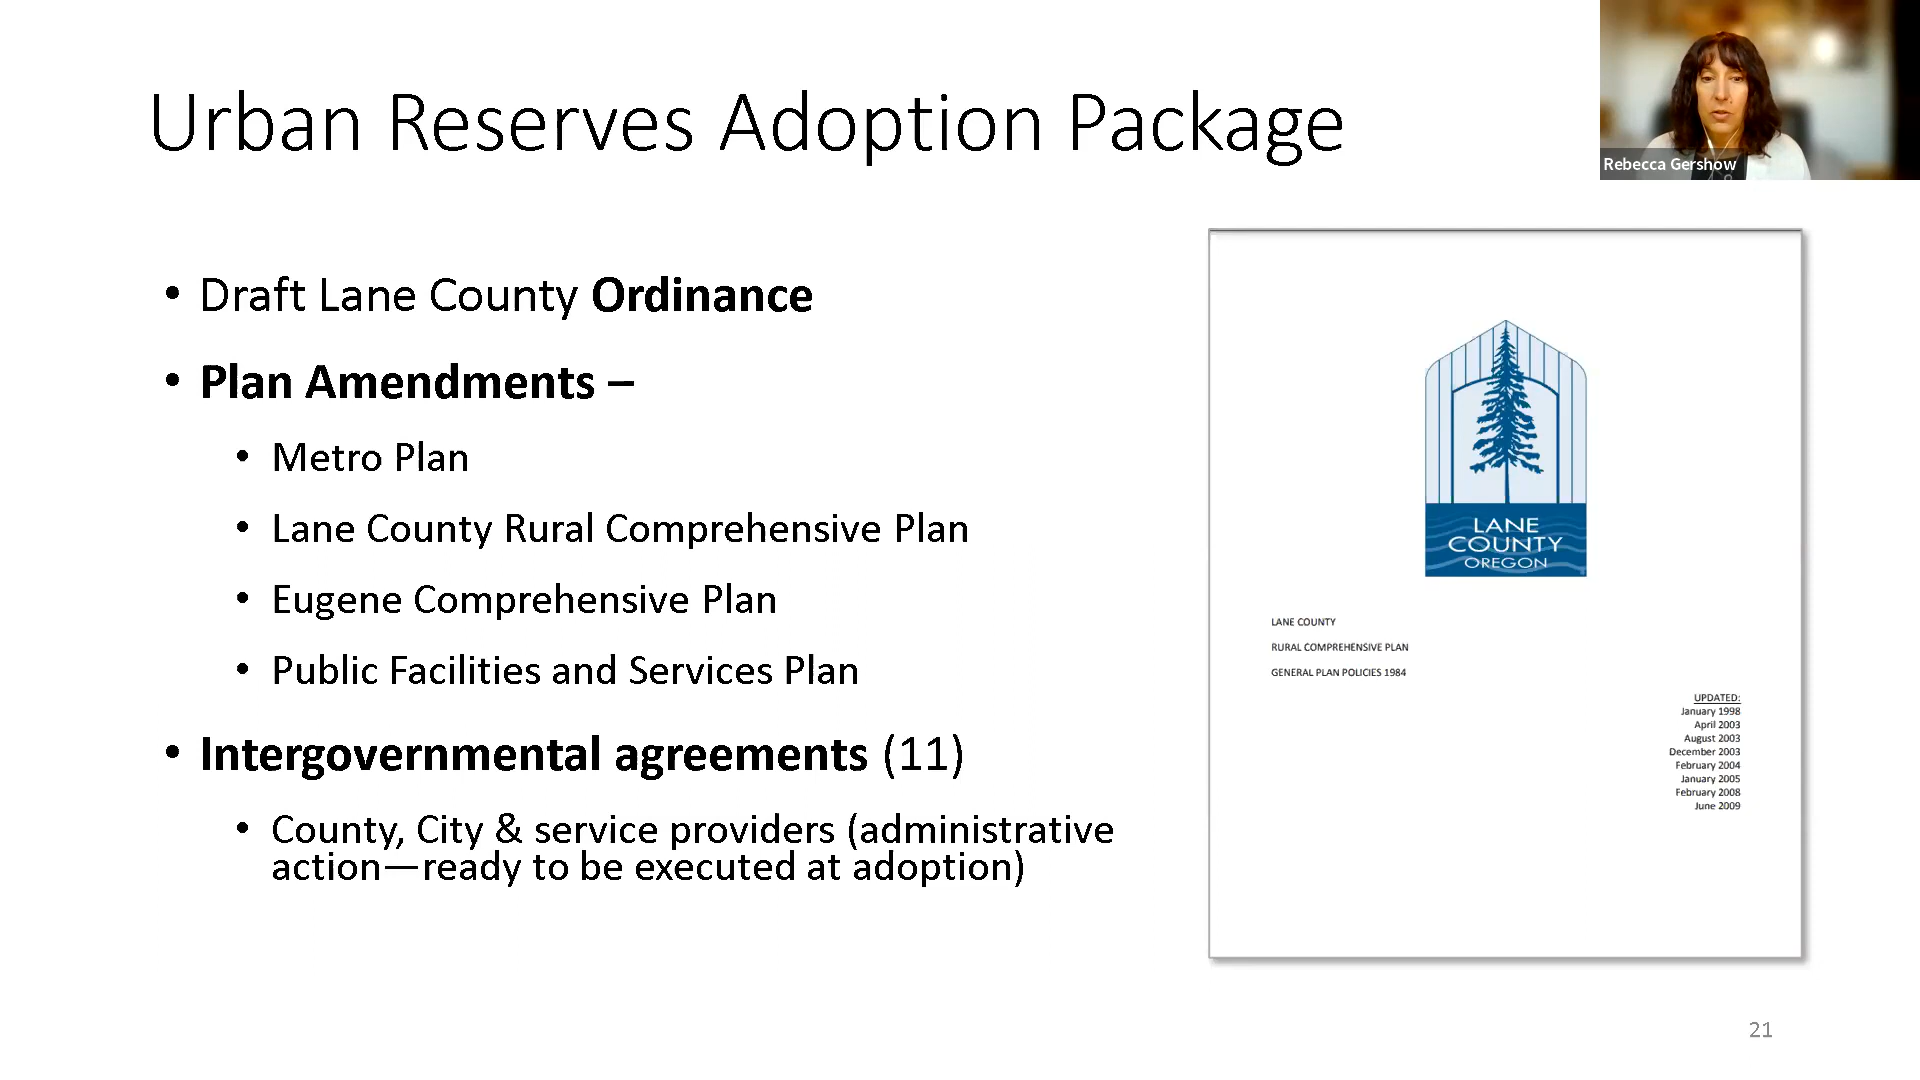 Urban Reserves Adoption Package
Rebecca Gershow
• Draft Lane County Ordinance
• Plan Amendments –
• Metro Plan
• Lane County Rural Comprehensive Plan
• Eugene Comprehensive Plan
• Public Facilities and Services Plan
• Intergovernmental agreements (11)
• County, City & service providers (administrative
action—ready to be executed at adoption)
LANE
COUNTY
OREGON
LANE COUNTY
RURAL COMPREHENSIVE PLAN
GENERAL PLAN POLICIES 1984
UPDATED:
January 1998
April 2003
August 2003
December 2003
February 2004
January 2005
February 2008
June 2009
21